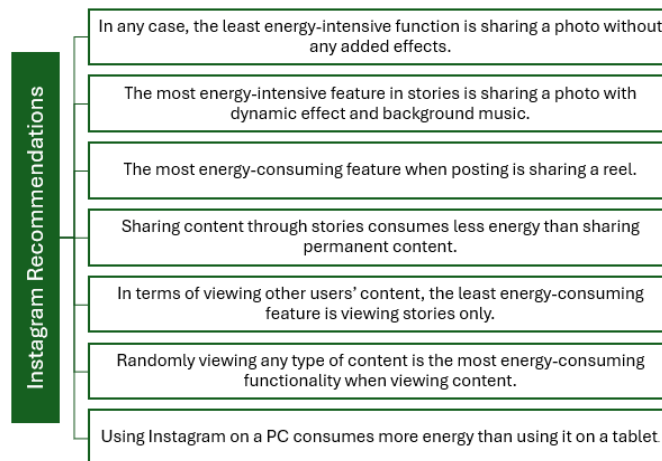 Instagram Recommendations
In any case, the least energy-intensive function is sharing a photo without
any added effects.
The most energy-intensive feature in stories is sharing a photo with
dynamic effect and background music.
The most energy-consuming feature when posting is sharing a reel.
Sharing content through stories consumes less energy than sharing
permanent content.
In terms of viewing other users’ content, the least energy-consuming
feature is viewing stories only.
Randomly viewing any type of content is the most energy-consuming
functionality when viewing content.
Using Instagram on a PC consumes more energy than using it on a tablet